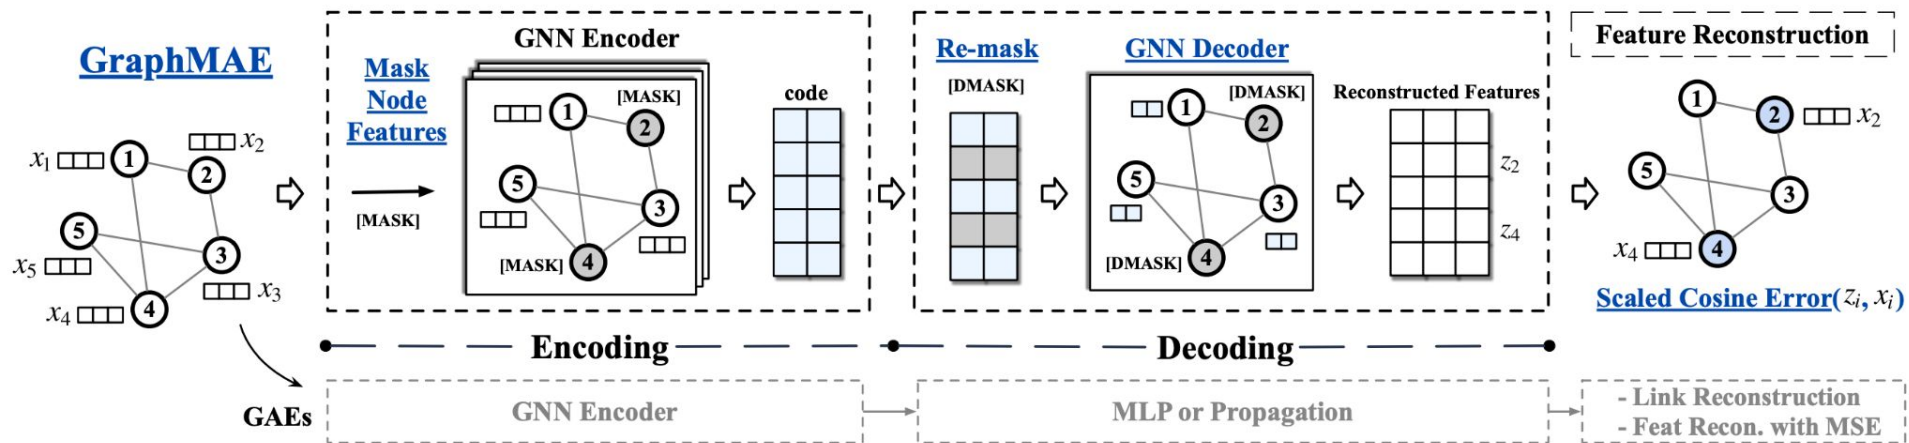 GraphMAE
x1
x2
x5
x3
x4
1
2
5
3
4
Mask
Node
Features
[MASK]
GNN Encoder
[MASK]
1
2
5
3
[MASK]
4
code
Re-mask
[DMASK]
GNN Decoder
[DMASK]
1
2
5
3
[DMASK]
4
Reconstructed Features
z2
z4
Feature Reconstruction
1
2
x2
5
3
x4
4
Scaled Cosine Error(zi, xi)
Encoding
Decoding
GAEs
GNN Encoder
MLP or Propagation
- Link Reconstruction
- Feat Recon. with MSE